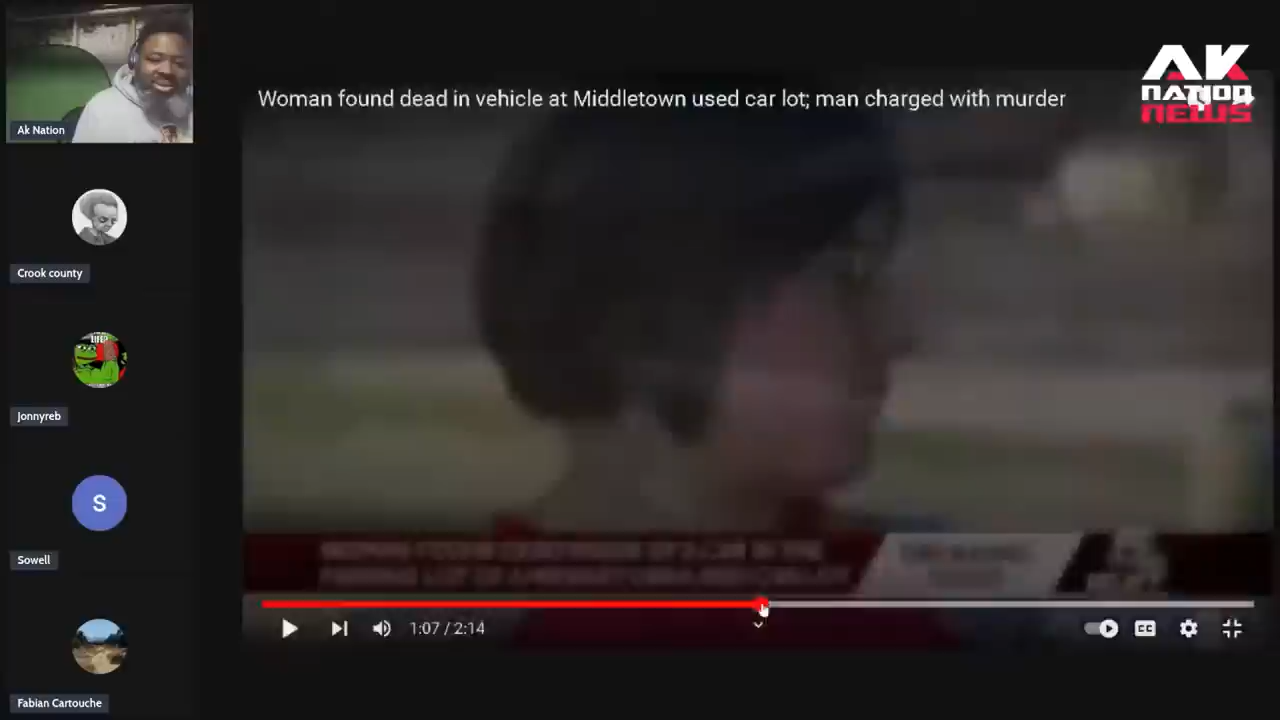 Woman found dead in vehicle at Middletown used car lot; man charged with murder
AK
NATION
NEWS
Ak Nation
Crook county
Jonnyreb
S
Sowell
1:07 / 2:14
CC
Fabian Cartouche